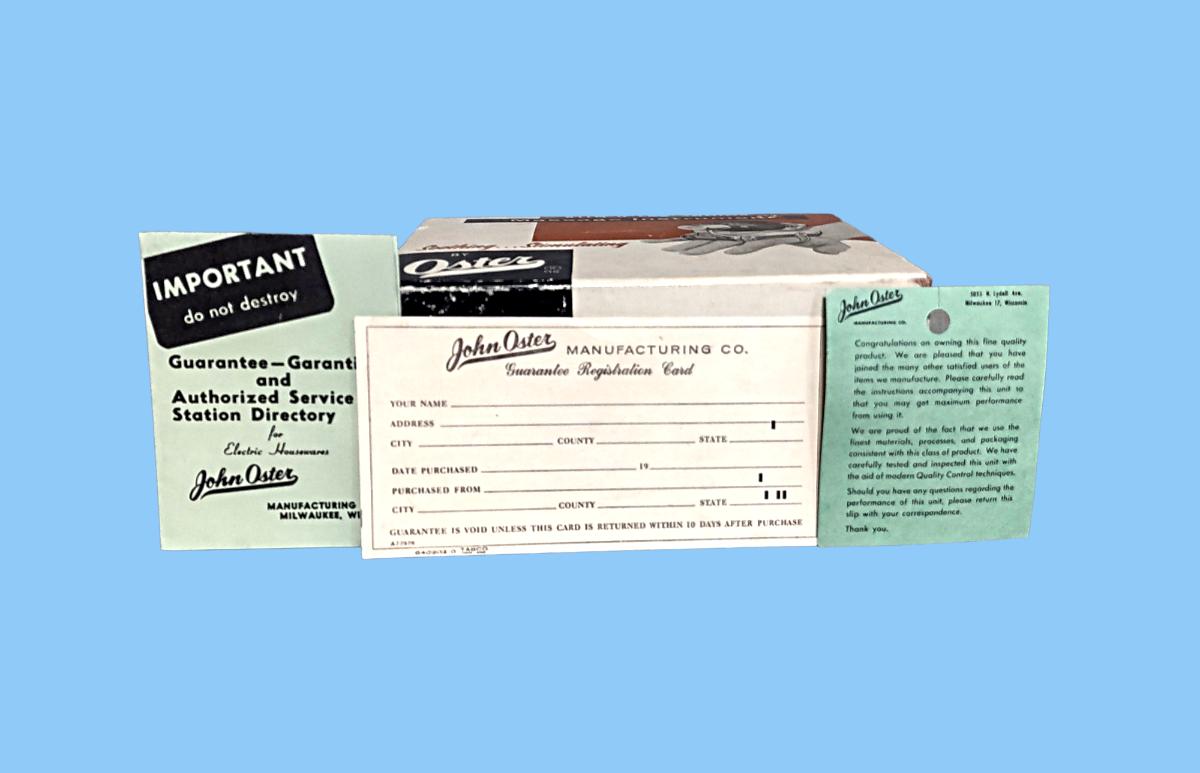 IMPORTANT
do not destroy
Guarantee—Garanti
and
Authorized Service
Station Directory
for
Electric Housewares
John Oster
MANUFACTURING
MILWAUKEE, WI
Soothing...Stimulating
BY
Oster
John Oster MANUFACTURING CO.
Guarantee Registration Card
YOUR NAME
ADDRESS
CITY COUNTY STATE
DATE PURCHASED 19
PURCHASED FROM
CITY COUNTY STATE
GUARANTEE IS VOID UNLESS THIS CARD IS RETURNED WITHIN 10 DAYS AFTER PURCHASE
John Oster
MANUFACTURING CO.
5055 N. Lydell Ave.
Milwaukee 17, Wisconsin
Congratulations on owning this fine quality
product. We are pleased that you have
joined the many other satisfied users of the
items we manufacture. Please carefully read
the instructions accompanying this unit so
that you may get maximum performance
from using it.
We are proud of the fact that we use the
finest materials, processes, and packaging
consistent with this class of product. We have
carefully tested and inspected this unit with
the aid of modern Quality Control techniques.
Should you have any questions regarding the
performance of this unit, please return this
slip with your correspondence.
Thank you.